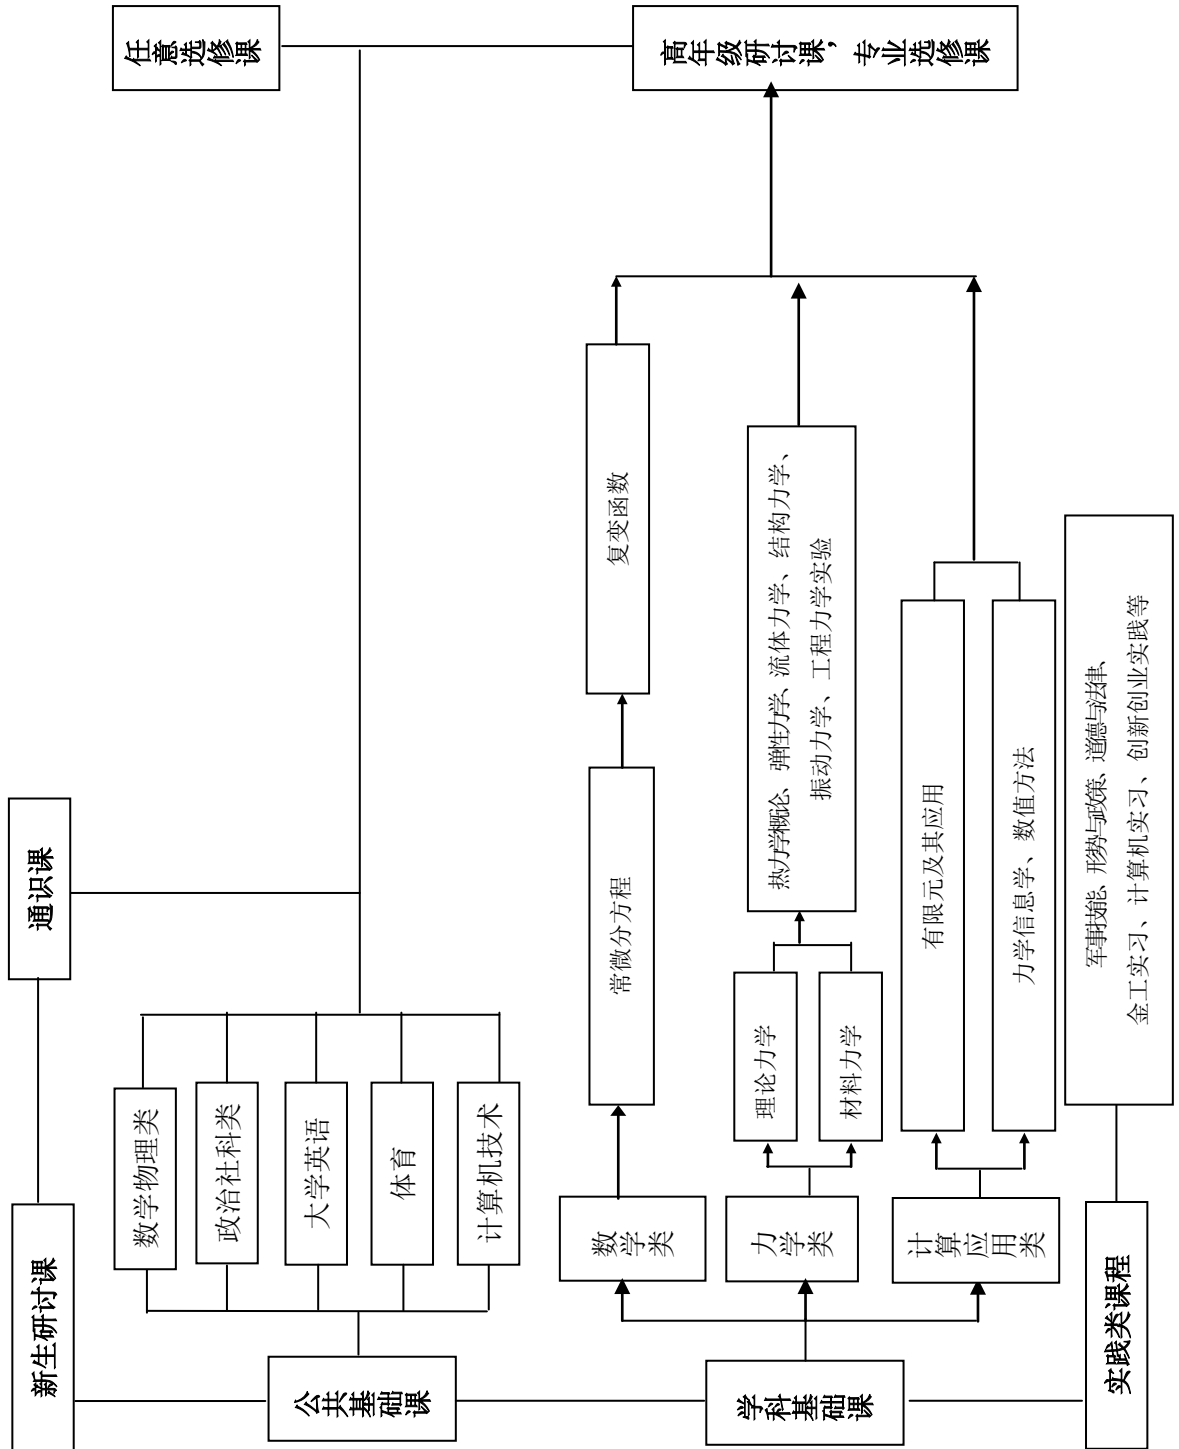 新生研讨课
通识课
公共基础课
数学物理类
政治社科类
大学英语
体育
计算机技术
任意选修课
学科基础课
数学类
常微分方程
复变函数
力学类
理论力学
材料力学
热力学概论、弹性力学、流体力学、结构力学、
振动力学、工程力学实验
计算应用类
有限元及其应用
力学信息学、数值方法
高年级研讨课，专业选修课
实践类课程
军事技能、形势与政策、道德与法律、
金工实习、计算机实习、创新创业实践等